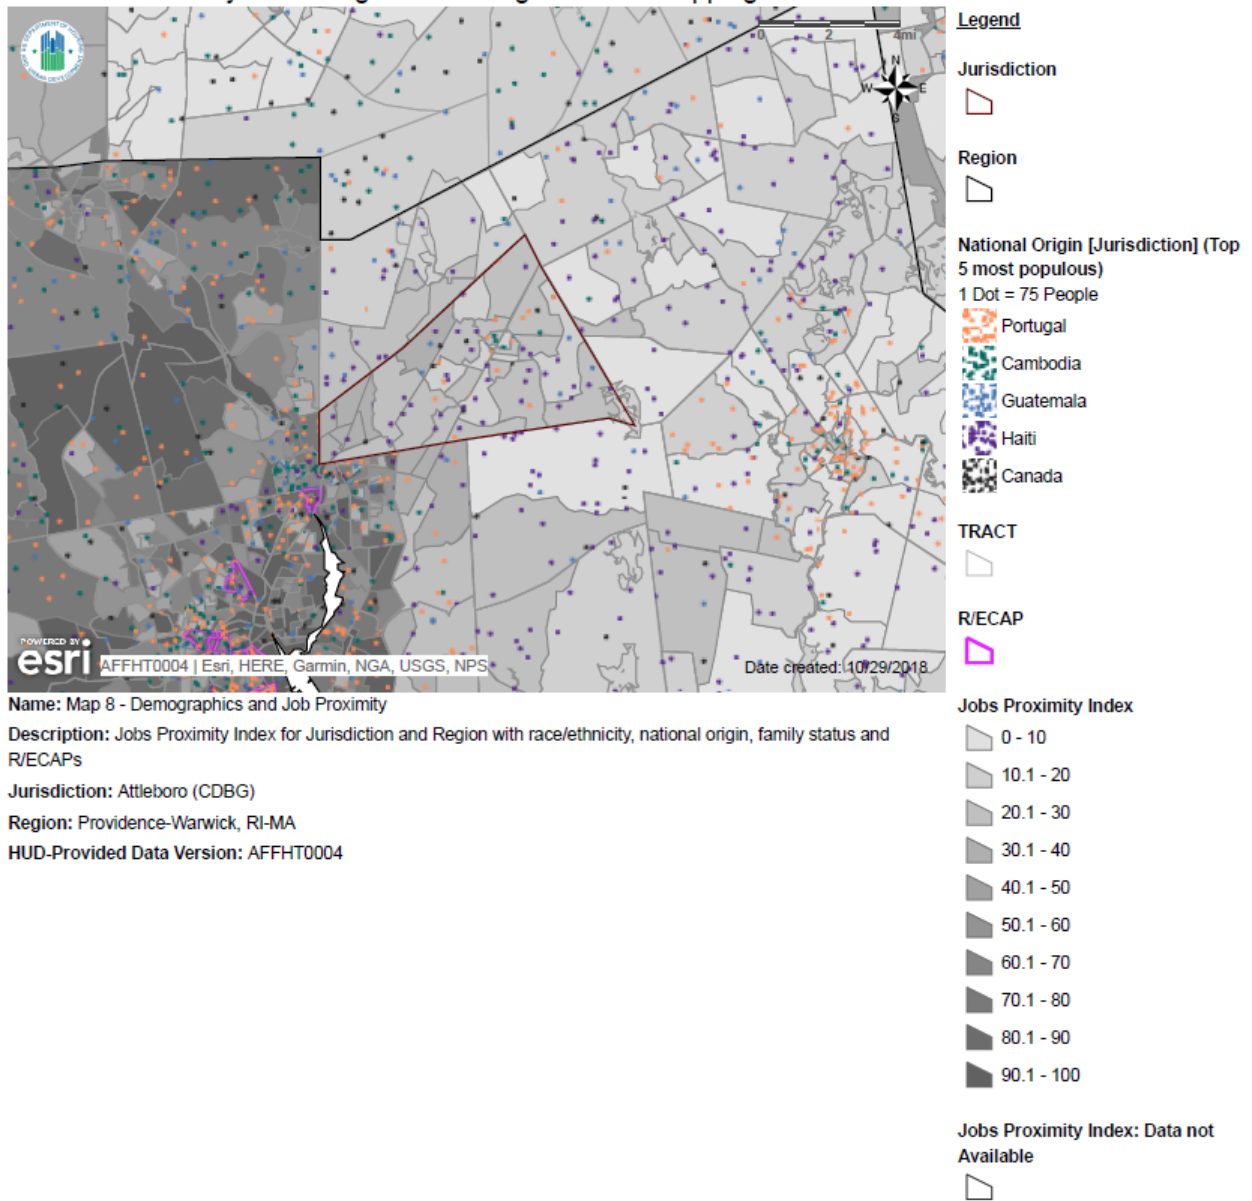 0 2 4mi
N
W E
S
POWERED BY
esri
AFFHT0004 | Esri, HERE, Garmin, NGA, USGS, NPS
Date created: 10/29/2018
Name: Map 8 - Demographics and Job Proximity
Description: Jobs Proximity Index for Jurisdiction and Region with race/ethnicity, national origin, family status and
R/ECAPs
Jurisdiction: Attleboro (CDBG)
Region: Providence-Warwick, RI-MA
HUD-Provided Data Version: AFFHT0004
Legend
Jurisdiction
Region
National Origin [Jurisdiction] (Top
5 most populous)
1 Dot = 75 People
Portugal
Cambodia
Guatemala
Haiti
Canada
TRACT
R/ECAP
Jobs Proximity Index
0 - 10
10.1 - 20
20.1 - 30
30.1 - 40
40.1 - 50
50.1 - 60
60.1 - 70
70.1 - 80
80.1 - 90
90.1 - 100
Jobs Proximity Index: Data not
Available